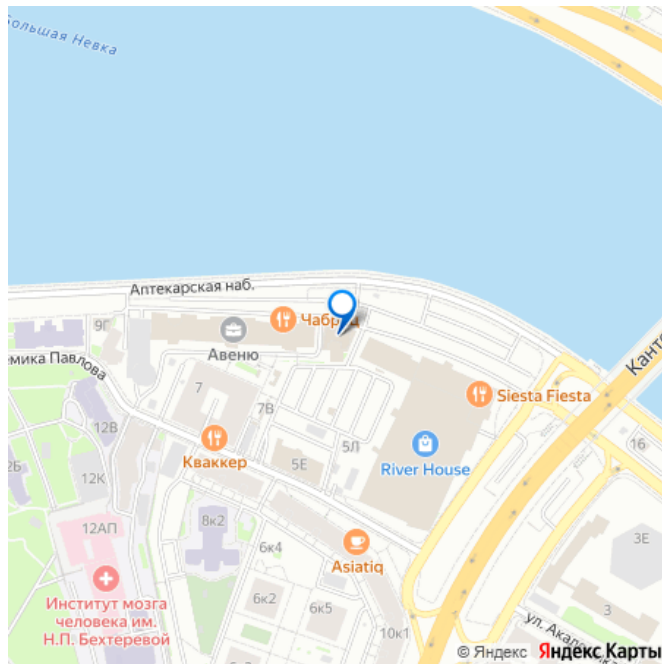 Большая Невка
Аптекарская наб.
9Г
Чабрец
Авеню
емика Павлова
Канте
7
Siesta Fiesta
7В
12В
5Л
16
Кваккер
5Е
River House
2Б
12К
12АП
8к2
3Е
6к4
Asiatiq
Институт мозга
человека им.
Н.П. Бехтеревой
6к2
6к5
3
10к1
ул. Акаде
© Яндекс Яндекс Карты